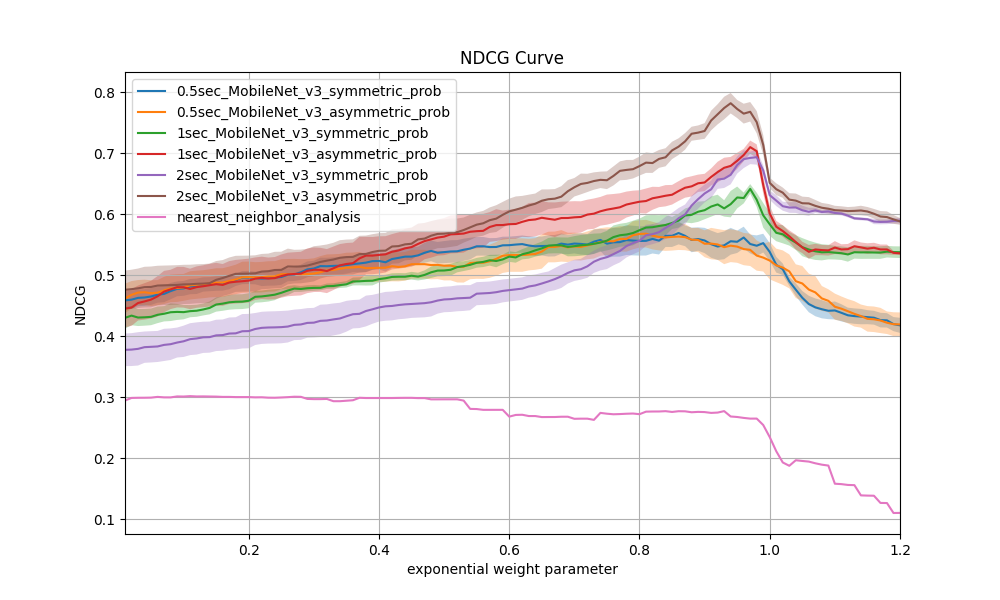 NDCG Curve
0.5sec_MobileNet_v3_symmetric_prob
0.5sec_MobileNet_v3_asymmetric_prob
1sec_MobileNet_v3_symmetric_prob
1sec_MobileNet_v3_asymmetric_prob
2sec_MobileNet_v3_symmetric_prob
2sec_MobileNet_v3_asymmetric_prob
nearest_neighbor_analysis
NDCG
0.8
0.7
0.6
0.5
0.4
0.3
0.2
0.1
0.2 0.4 0.6 0.8 1.0 1.2
exponential weight parameter